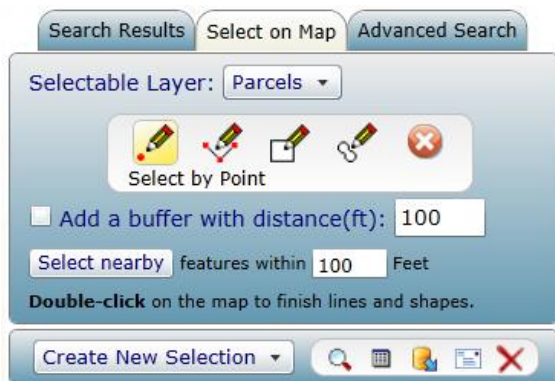 Search Results Select on Map Advanced Search
Selectable Layer: Parcels
Select by Point
Add a buffer with distance(ft): 100
Select nearby features within 100 Feet
Double-click on the map to finish lines and shapes.
Create New Selection